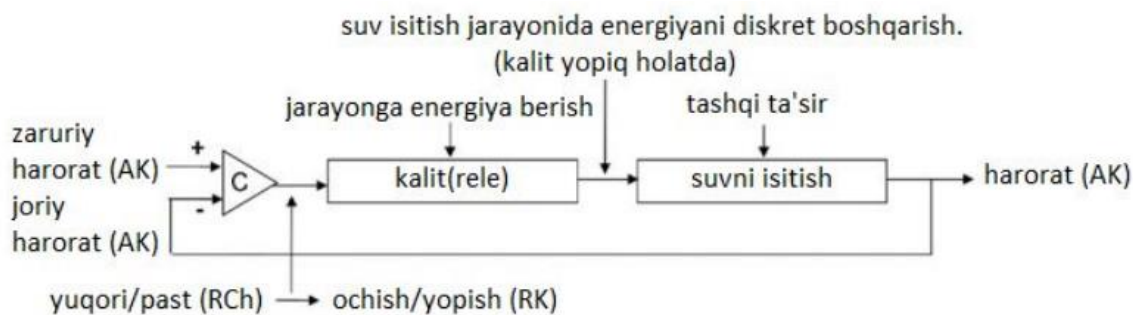 suv isitish jarayonida energiyani diskret boshqarish.
(kalit yopiq holatda)
jarayonga energiya berish
tashqi ta'sir
zaruriy
harorat (AK)
+
C
-
kalit(rele)
suvni isitish
harorat (AK)
joriy
harorat (AK)
yuqori/past (RCh)
ochish/yopish (RK)